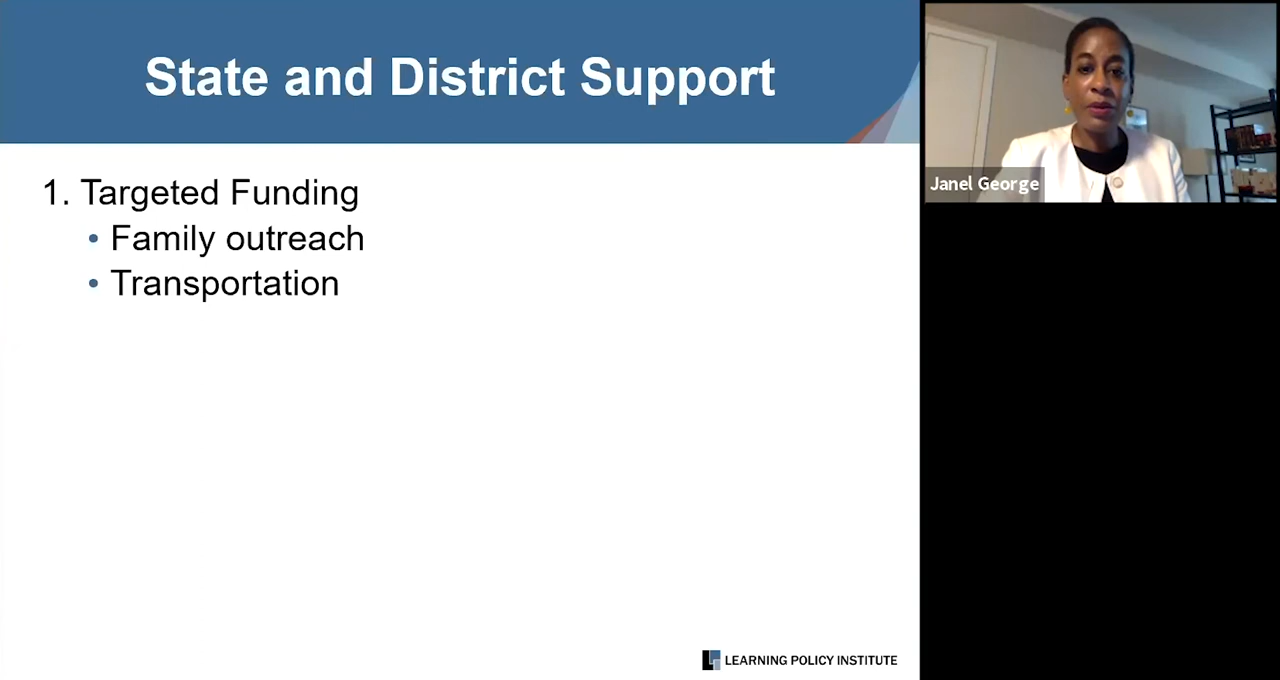 State and District Support
1. Targeted Funding
• Family outreach
• Transportation
LEARNING POLICY INSTITUTE
Janel George